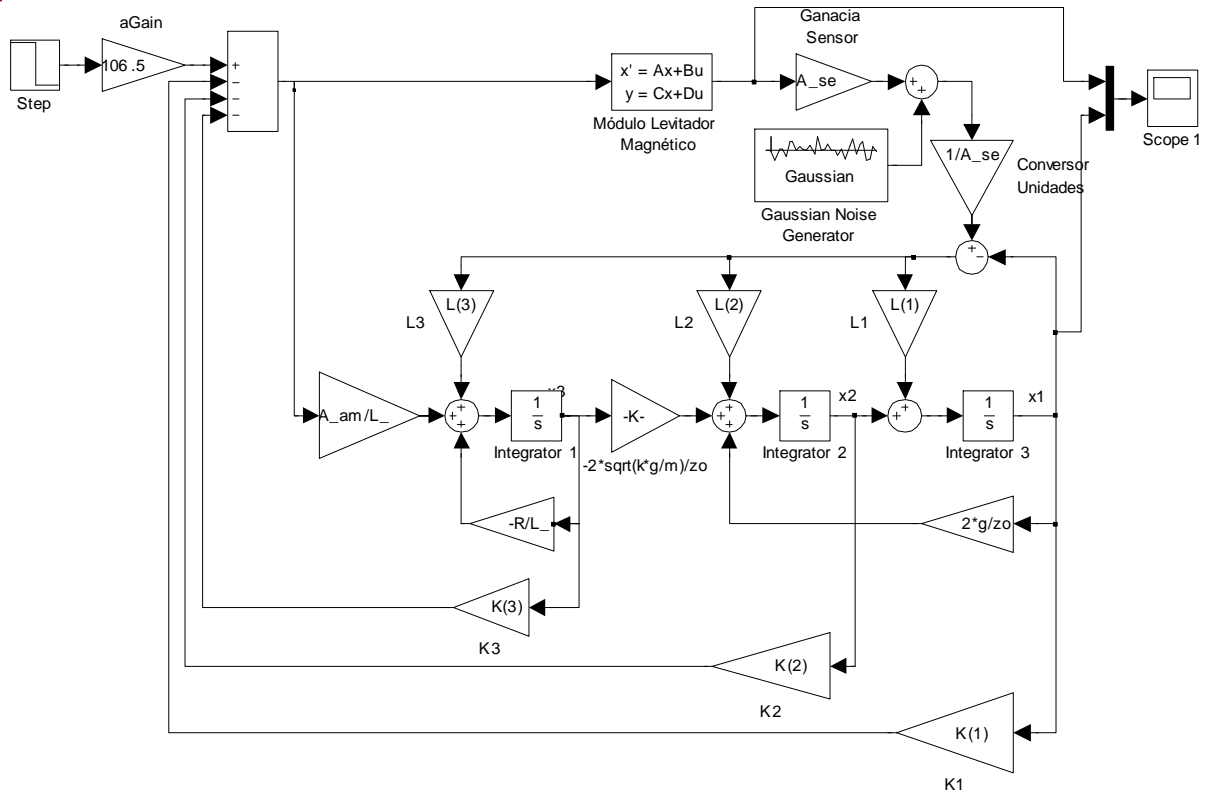 aGain
106 .5
Step
+
−
−
−
x' = Ax+Bu
y = Cx+Du
Módulo Levitador
Magnético
Ganacia
Sensor
A_se
+
+
Gaussian
Gaussian Noise
Generator
1/A_se
Conversor
Unidades
Scope 1
+
−
L(3)
L3
L(2)
L2
L(1)
L1
A_am /L_
+
+
+
1
s
Integrator 1
x3
-K-
-2*sqrt(k*g/m)/zo
+
+
+
1
s
Integrator 2
x2
+
+
1
s
Integrator 3
x1
-R/L_
2*g/zo
K(3)
K3
K(2)
K2
K(1)
K1